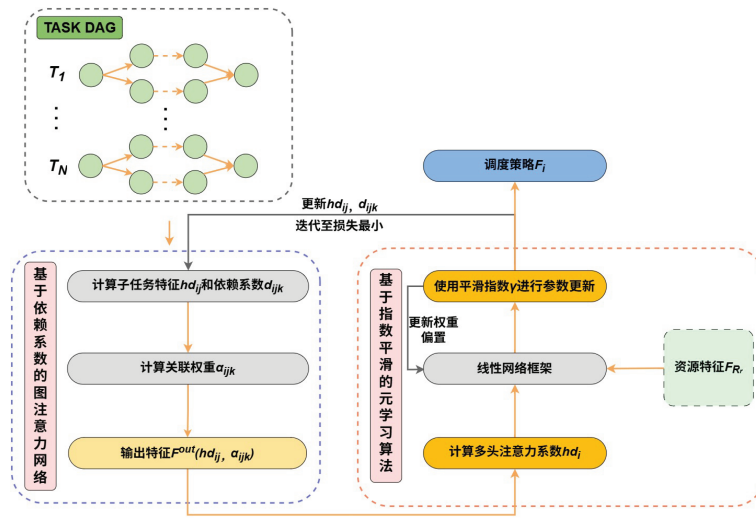 TASK DAG
T1
TN
调度策略Fi
更新hdij，dijk
迭代至损失最小
基于依赖系数的图注意力网络
计算子任务特征hdij和依赖系数dijk
计算关联权重αijk
输出特征Fout(hdij，αijk)
基于指数平滑的元学习算法
使用平滑指数γ进行参数更新
更新权重
偏置
线性网络框架
资源特征FRr
计算多头注意力系数hdi